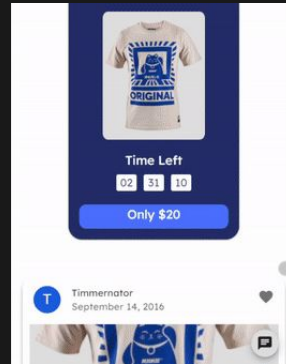 ORIGINAL
Time Left
02 31 10
Only $20
T
Timmernator
September 14, 2016